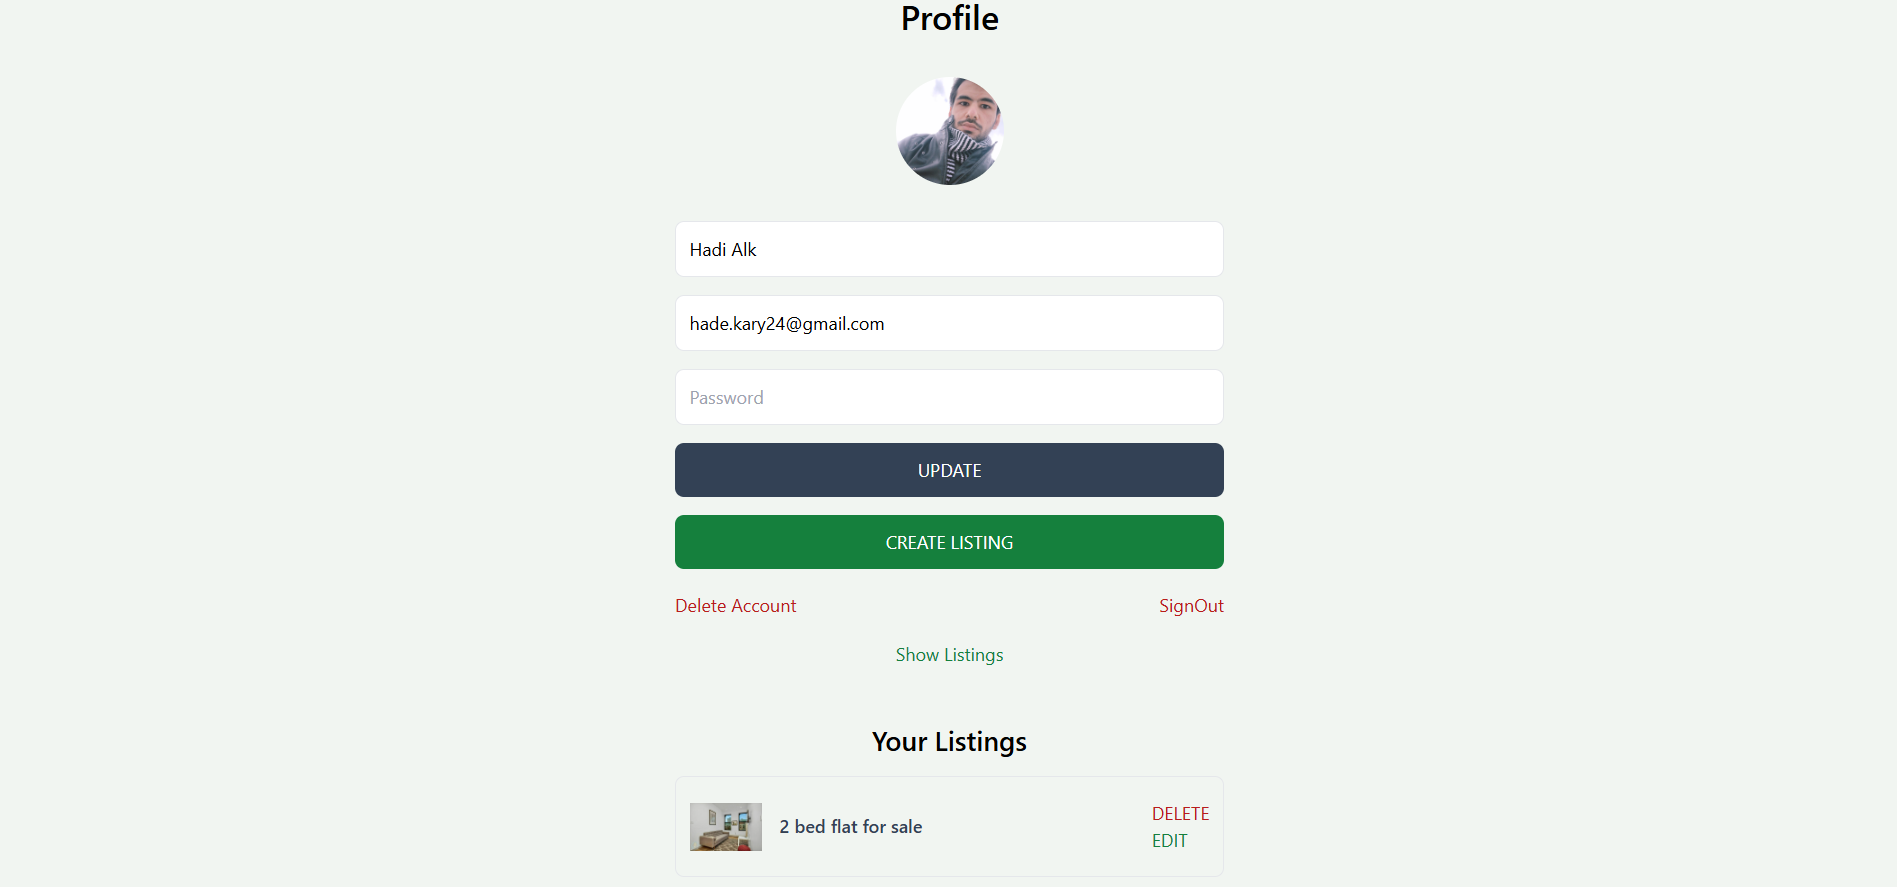 Profile
Hadi Alk
hade.kary24@gmail.com
Password
UPDATE
CREATE LISTING
Delete Account SignOut
Show Listings
Your Listings
2 bed flat for sale
DELETE
EDIT